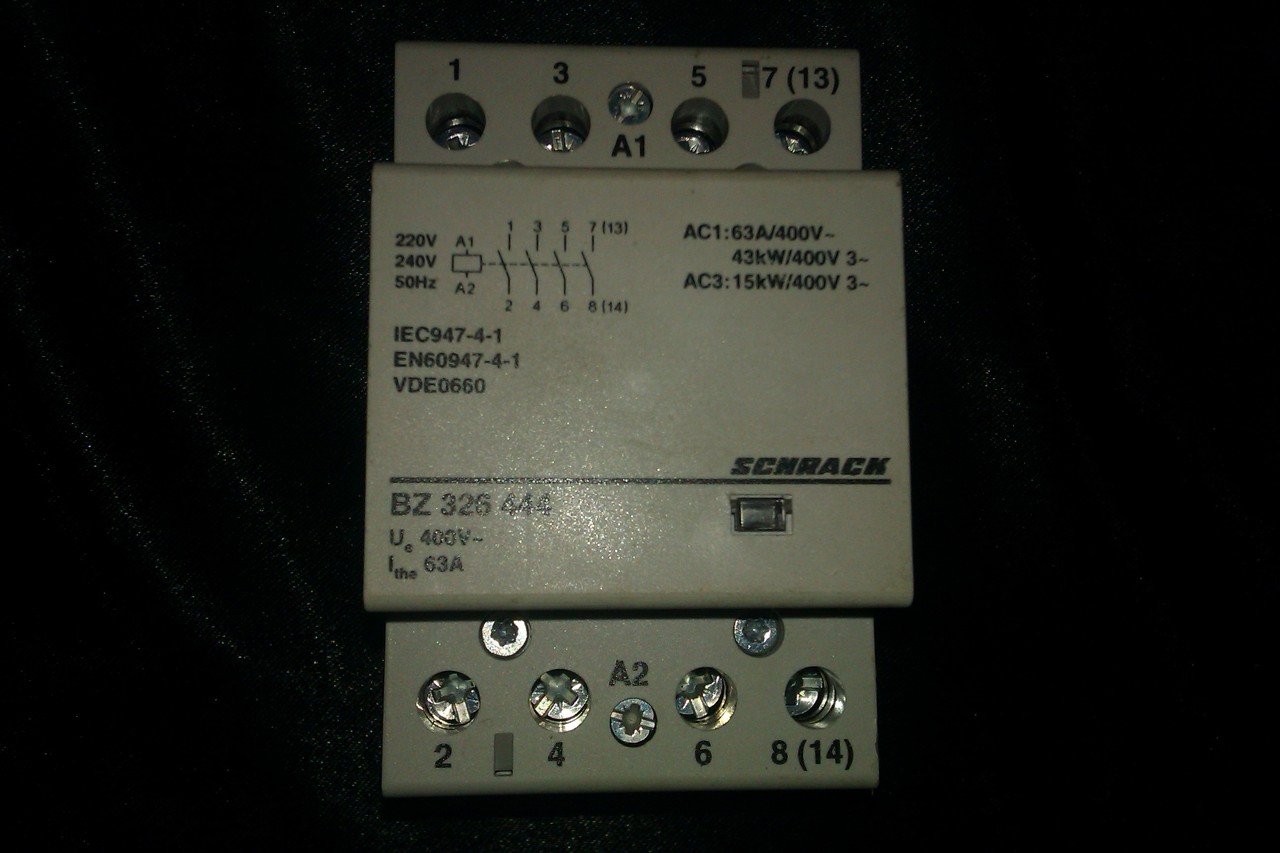 1 3 5 7 (13)
A1
1 3 5 7 (13)
220V A1
240V
50Hz A2
2 4 6 8 (14)
AC1: 63A/400V~
43kW/400V 3~
AC3: 15kW/400V 3~
IEC947-4-1
EN60947-4-1
VDE0660
SCHRACK
BZ 326 444
Ue 400V~
Ithe 63A
A2
2 4 6 8 (14)